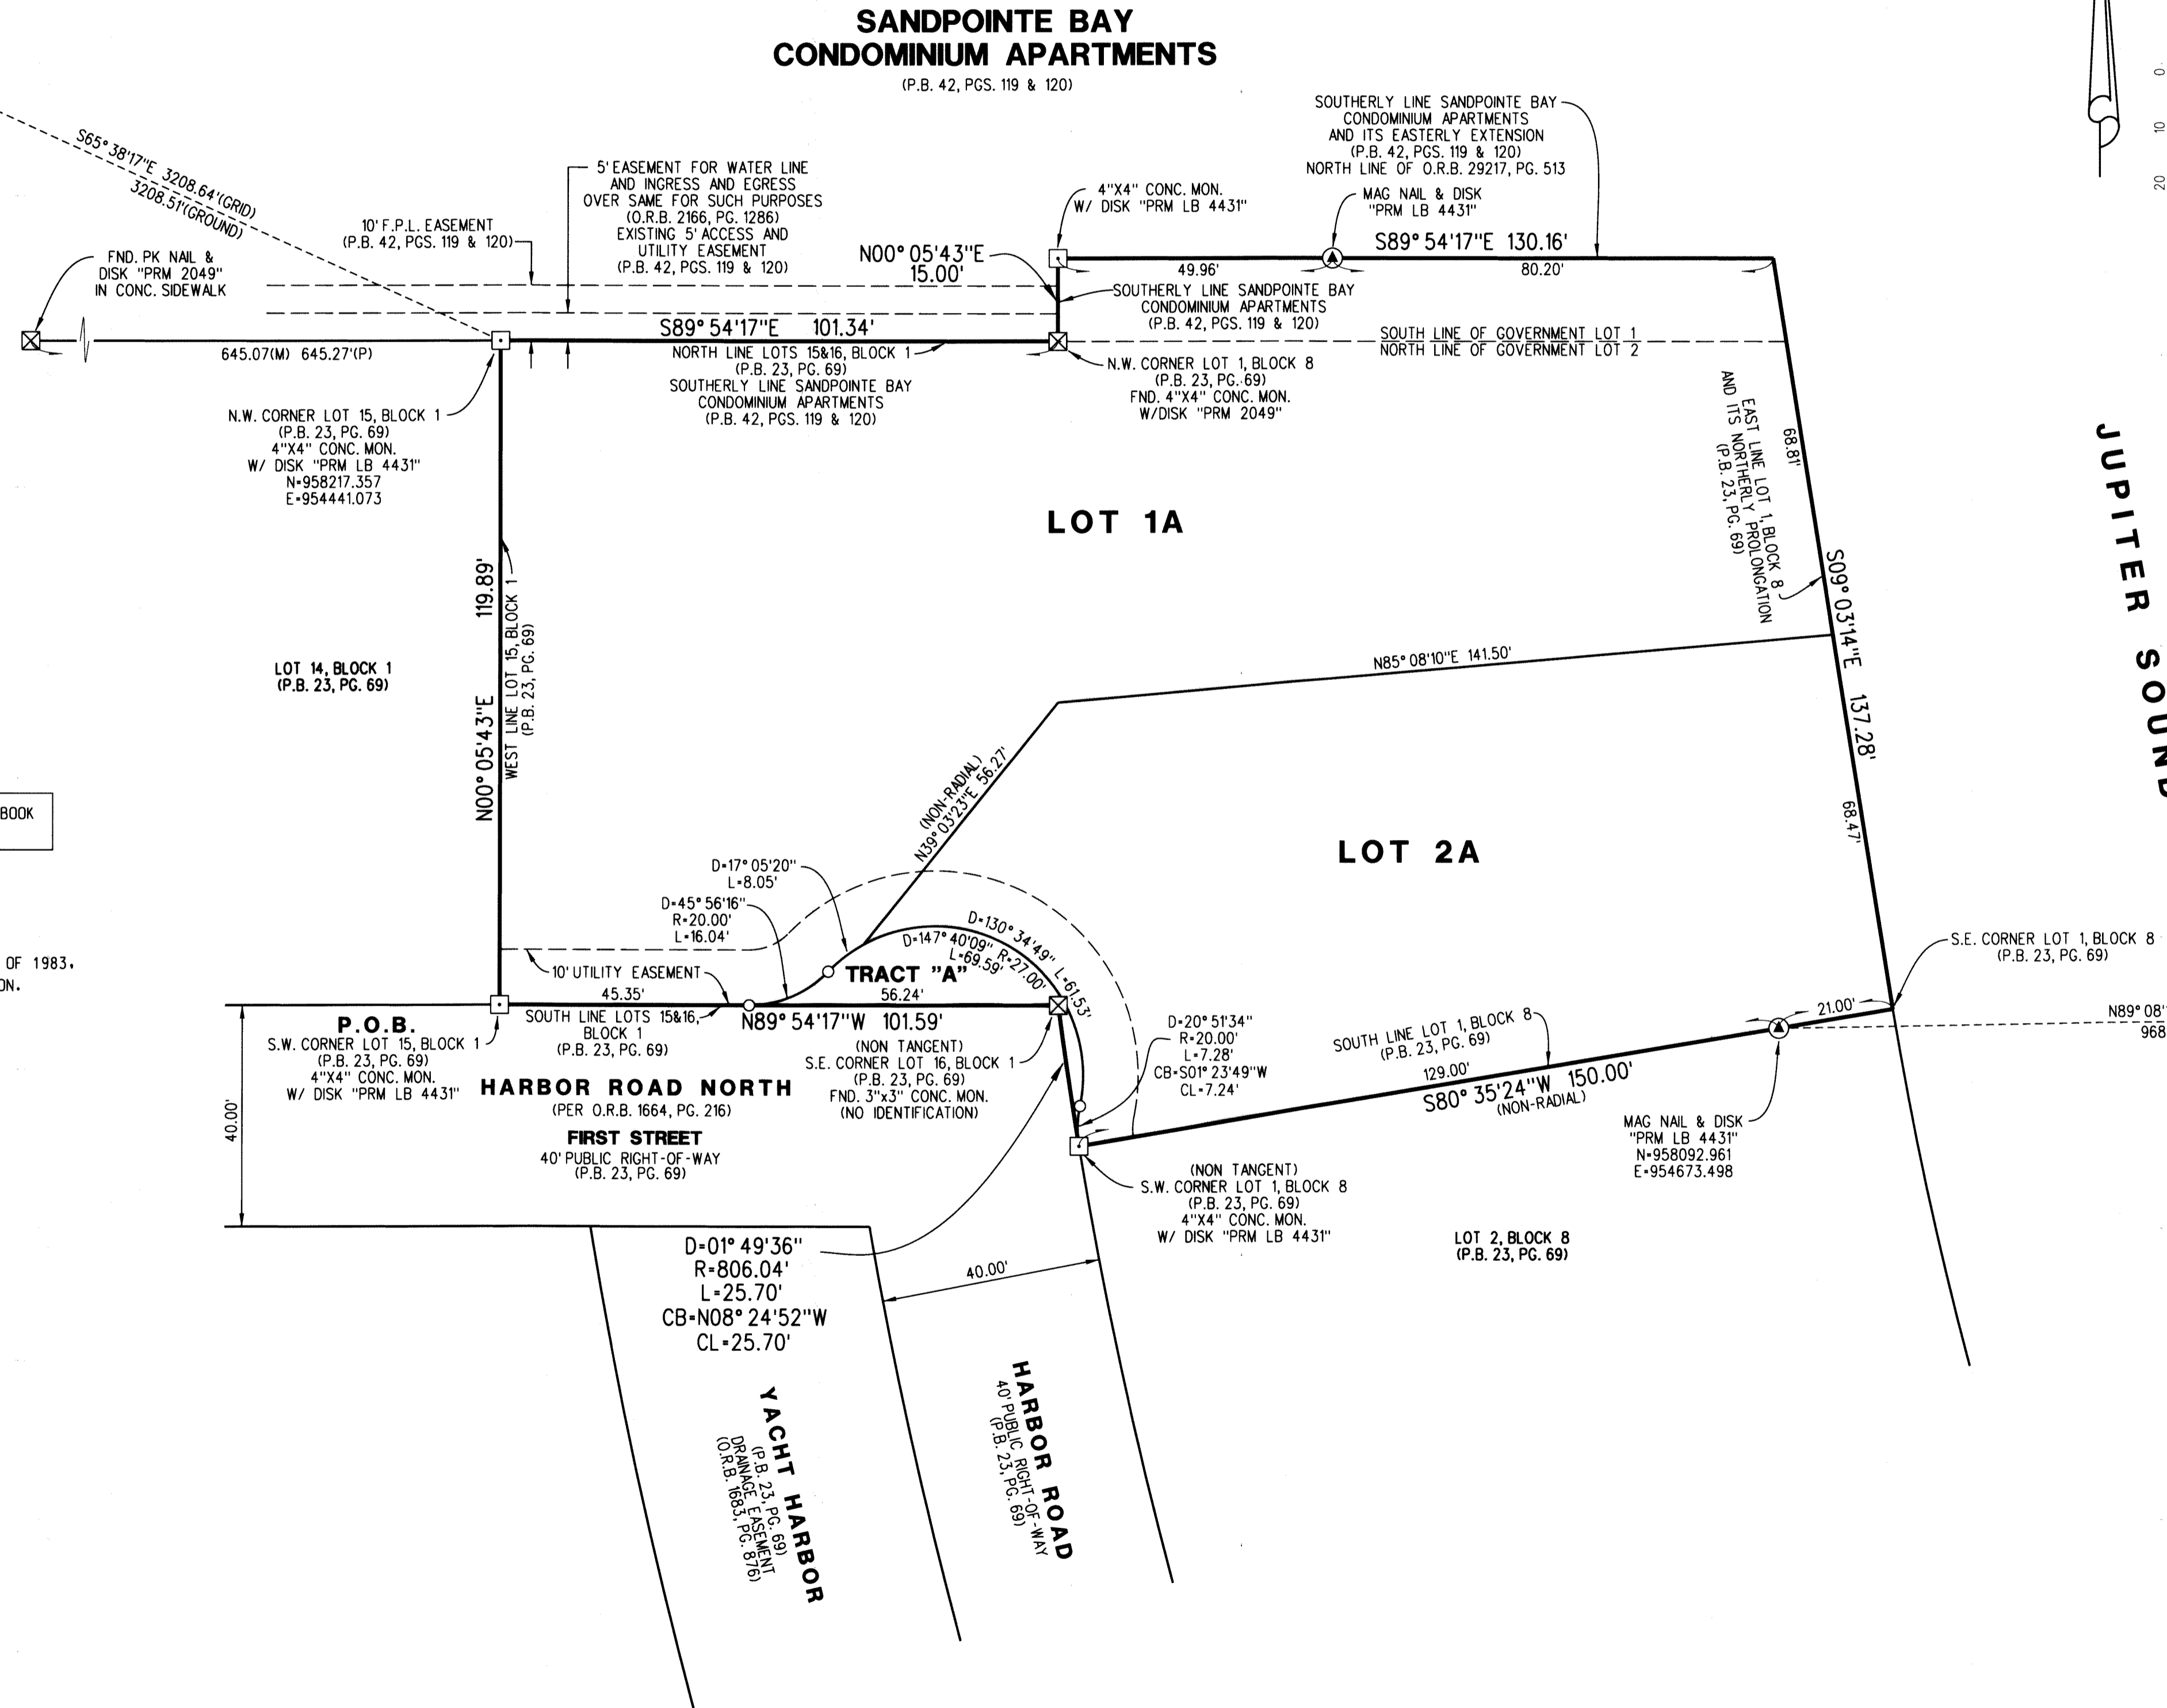 SANDPOINTE BAY
CONDOMINIUM APARTMENTS
(P.B. 42, PGS. 119 & 120)
0
10
20
S65°38'17"E 3208.64'(GRID)
3208.51'(GROUND)
FND. PK NAIL &
DISK "PRM 2049"
IN CONC. SIDEWALK
10' F.P.L. EASEMENT
(P.B. 42, PGS. 119 & 120)
5' EASEMENT FOR WATER LINE
AND INGRESS AND EGRESS
OVER SAME FOR SUCH PURPOSES
(O.R.B. 2166, PG. 1286)
EXISTING 5' ACCESS AND
UTILITY EASEMENT
(P.B. 42, PGS. 119 & 120)
N00°05'43"E
15.00'
4"X4" CONC. MON.
W/ DISK "PRM LB 4431"
SOUTHERLY LINE SANDPOINTE BAY
CONDOMINIUM APARTMENTS
AND ITS EASTERLY EXTENSION
(P.B. 42, PGS. 119 & 120)
NORTH LINE OF O.R.B. 29217, PG. 513
MAG NAIL & DISK
"PRM LB 4431"
S89°54'17"E 130.16'
49.96'
80.20'
SOUTHERLY LINE SANDPOINTE BAY
CONDOMINIUM APARTMENTS
(P.B. 42, PGS. 119 & 120)
SOUTH LINE OF GOVERNMENT LOT 1
NORTH LINE OF GOVERNMENT LOT 2
645.07(M) 645.27'(P)
S89°54'17"E 101.34'
NORTH LINE LOTS 15&16, BLOCK 1
(P.B. 23, PG. 69)
SOUTHERLY LINE SANDPOINTE BAY
CONDOMINIUM APARTMENTS
(P.B. 42, PGS. 119 & 120)
N.W. CORNER LOT 1, BLOCK 8
(P.B. 23, PG. 69)
FND. 4"X4" CONC. MON.
W/DISK "PRM 2049"
N.W. CORNER LOT 15, BLOCK 1
(P.B. 23, PG. 69)
4"X4" CONC. MON.
W/ DISK "PRM LB 4431"
N=958217.357
E=954441.073
EAST LINE LOT 1, BLOCK 8
AND ITS NORTHERLY PROLONGATION
(P.B. 23, PG. 69)
68.81'
S09°03'14"E 137.28'
68.47'
JUPITER SOUND
LOT 1A
N00°05'43"E 119.89'
WEST LINE LOT 15, BLOCK 1
(P.B. 23, PG. 69)
LOT 14, BLOCK 1
(P.B. 23, PG. 69)
N85°08'10"E 141.50'
(NON-RADIAL)
N39°03'23"E 56.27'
BOOK
OF 1983.
ON.
LOT 2A
D=17°05'20"
L=8.05'
D=45°56'16"
R=20.00'
L=16.04'
D=130°34'49" L=61.53'
D=147°40'09" R=27.00'
L=69.59'
TRACT "A"
10' UTILITY EASEMENT
45.35'
56.24'
SOUTH LINE LOTS 15&16,
BLOCK 1
(P.B. 23, PG. 69)
N89°54'17"W 101.59'
P.O.B.
S.W. CORNER LOT 15, BLOCK 1
(P.B. 23, PG. 69)
4"X4" CONC. MON.
W/ DISK "PRM LB 4431"
(NON TANGENT)
S.E. CORNER LOT 16, BLOCK 1
(P.B. 23, PG. 69)
FND. 3"x3" CONC. MON.
(NO IDENTIFICATION)
D=20°51'34"
R=20.00'
L=7.28'
CB=S01°23'49"W
CL=7.24'
SOUTH LINE LOT 1, BLOCK 8
(P.B. 23, PG. 69)
129.00'
S80°35'24"W 150.00'
(NON-RADIAL)
21.00'
S.E. CORNER LOT 1, BLOCK 8
(P.B. 23, PG. 69)
N89°08'
968
MAG NAIL & DISK
"PRM LB 4431"
N=958092.961
E=954673.498
HARBOR ROAD NORTH
(PER O.R.B. 1664, PG. 216)
FIRST STREET
40' PUBLIC RIGHT-OF-WAY
(P.B. 23, PG. 69)
40.00'
(NON TANGENT)
S.W. CORNER LOT 1, BLOCK 8
(P.B. 23, PG. 69)
4"X4" CONC. MON.
W/ DISK "PRM LB 4431"
LOT 2, BLOCK 8
(P.B. 23, PG. 69)
D=01°49'36"
R=806.04'
L=25.70'
CB=N08°24'52"W
CL=25.70'
40.00'
YACHT HARBOR
(P.B. 23, PG. 69)
DRAINAGE EASEMENT
(O.R.B. 1683, PG. 876)
HARBOR ROAD
40' PUBLIC RIGHT-OF-WAY
(P.B. 23, PG. 69)